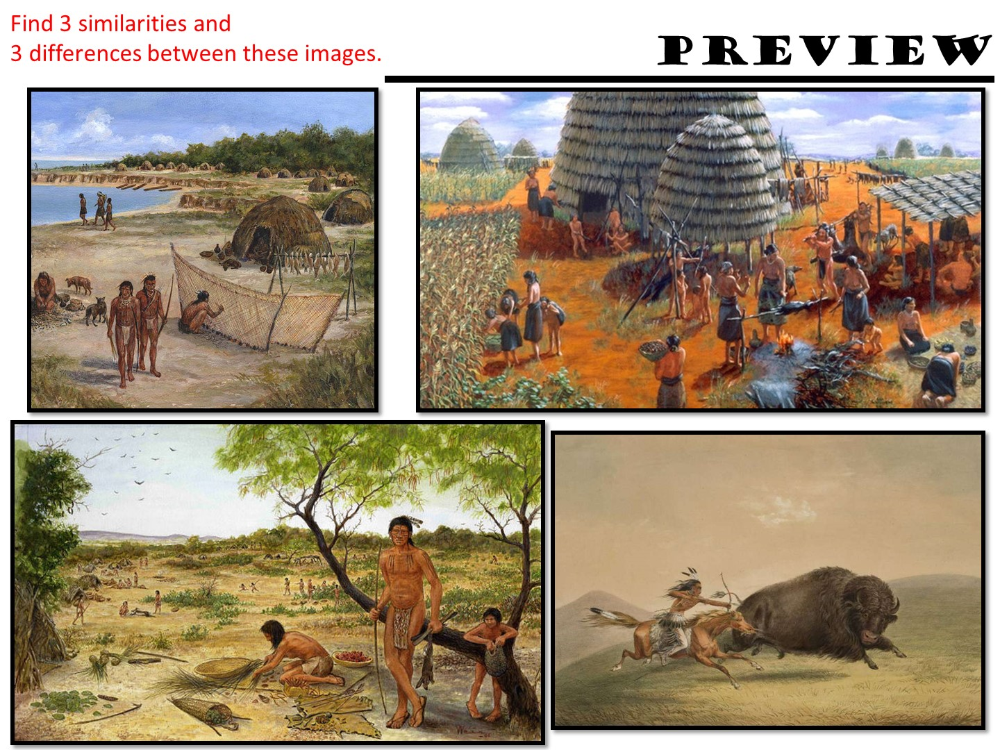 Find 3 similarities and
3 differences between these images.
PREVIEW